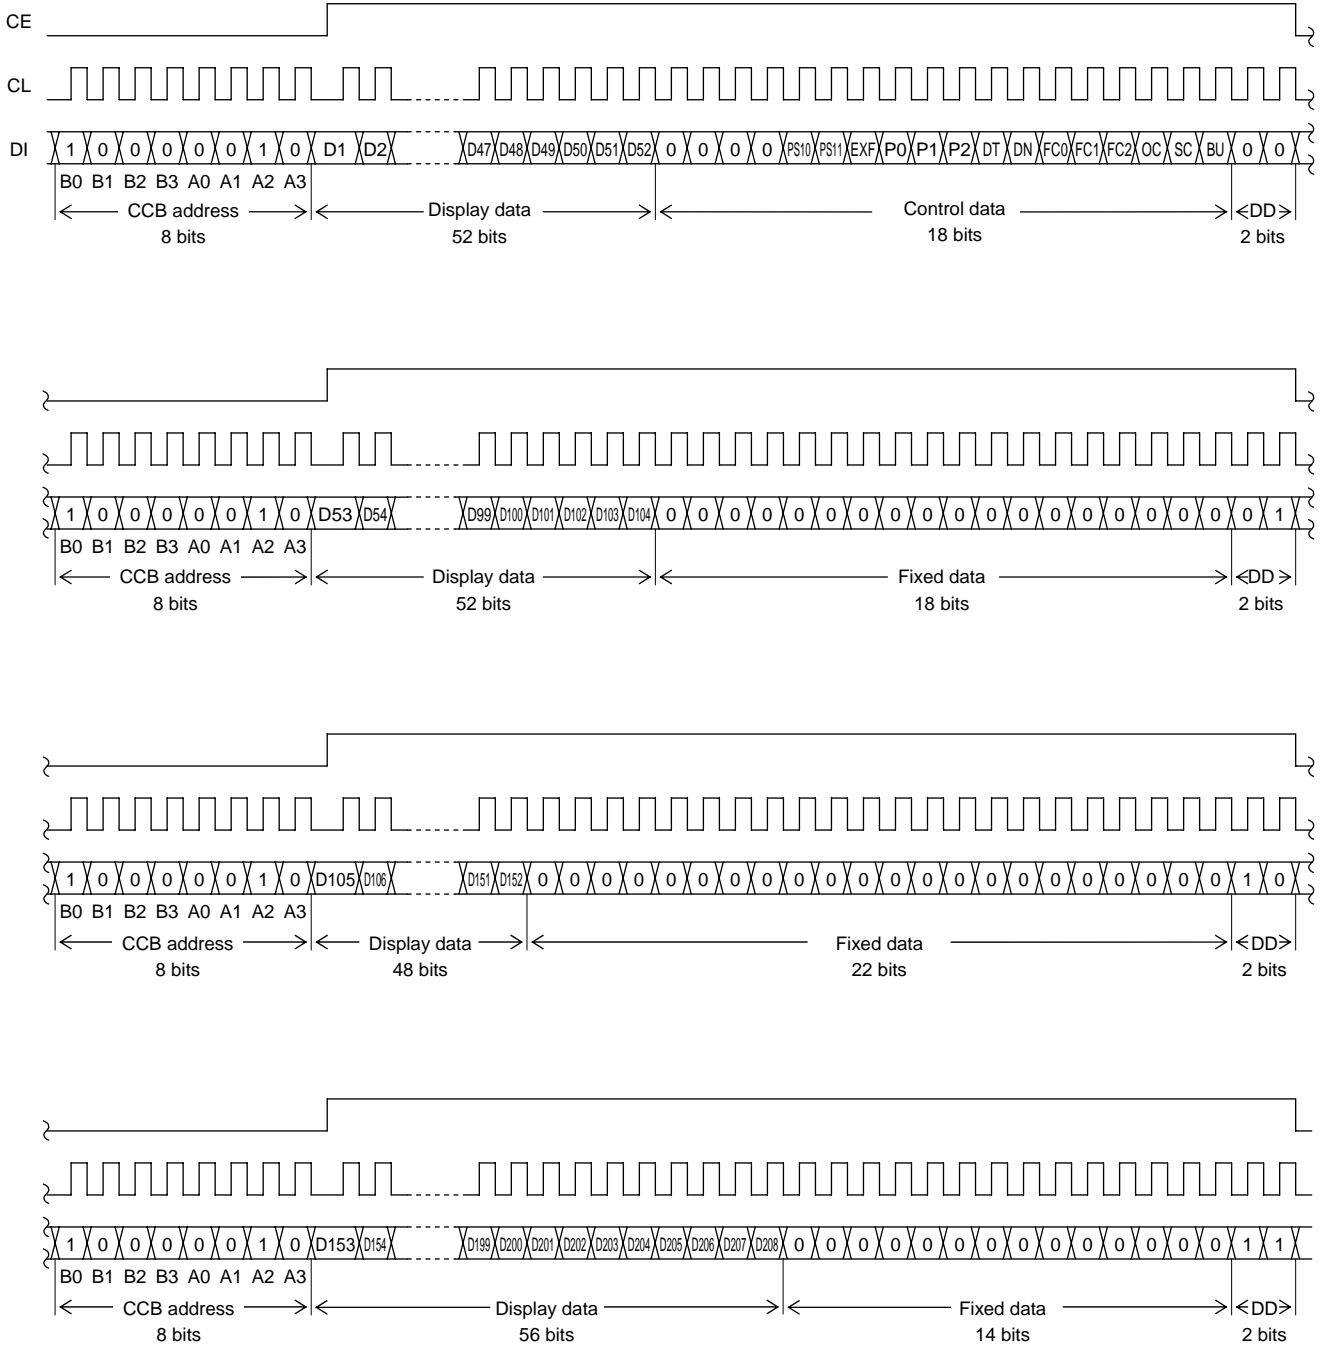 CE
CL
DI 1 0 0 0 0 0 1 0 D1 D2 D47 D48 D49 D50 D51 D52 0 0 0 0 PS10 PS11 EXF P0 P1 P2 DT DN FC0 FC1 FC2 OC SC BU 0 0
B0 B1 B2 B3 A0 A1 A2 A3
CCB address Display data Control data DD
8 bits 52 bits 18 bits 2 bits
1 0 0 0 0 0 1 0 D53 D54 D99 D100 D101 D102 D103 D104 0 0 0 0 0 0 0 0 0 0 0 0 0 0 0 0 0 0 0 1
B0 B1 B2 B3 A0 A1 A2 A3
CCB address Display data Fixed data DD
8 bits 52 bits 18 bits 2 bits
1 0 0 0 0 0 1 0 D105 D106 D151 D152 0 0 0 0 0 0 0 0 0 0 0 0 0 0 0 0 0 0 0 0 0 0 1 0
B0 B1 B2 B3 A0 A1 A2 A3
CCB address Display data Fixed data DD
8 bits 48 bits 22 bits 2 bits
1 0 0 0 0 0 1 0 D153 D154 D199 D200 D201 D202 D203 D204 D205 D206 D207 D208 0 0 0 0 0 0 0 0 0 0 0 0 0 0 1 1
B0 B1 B2 B3 A0 A1 A2 A3
CCB address Display data Fixed data DD
8 bits 56 bits 14 bits 2 bits